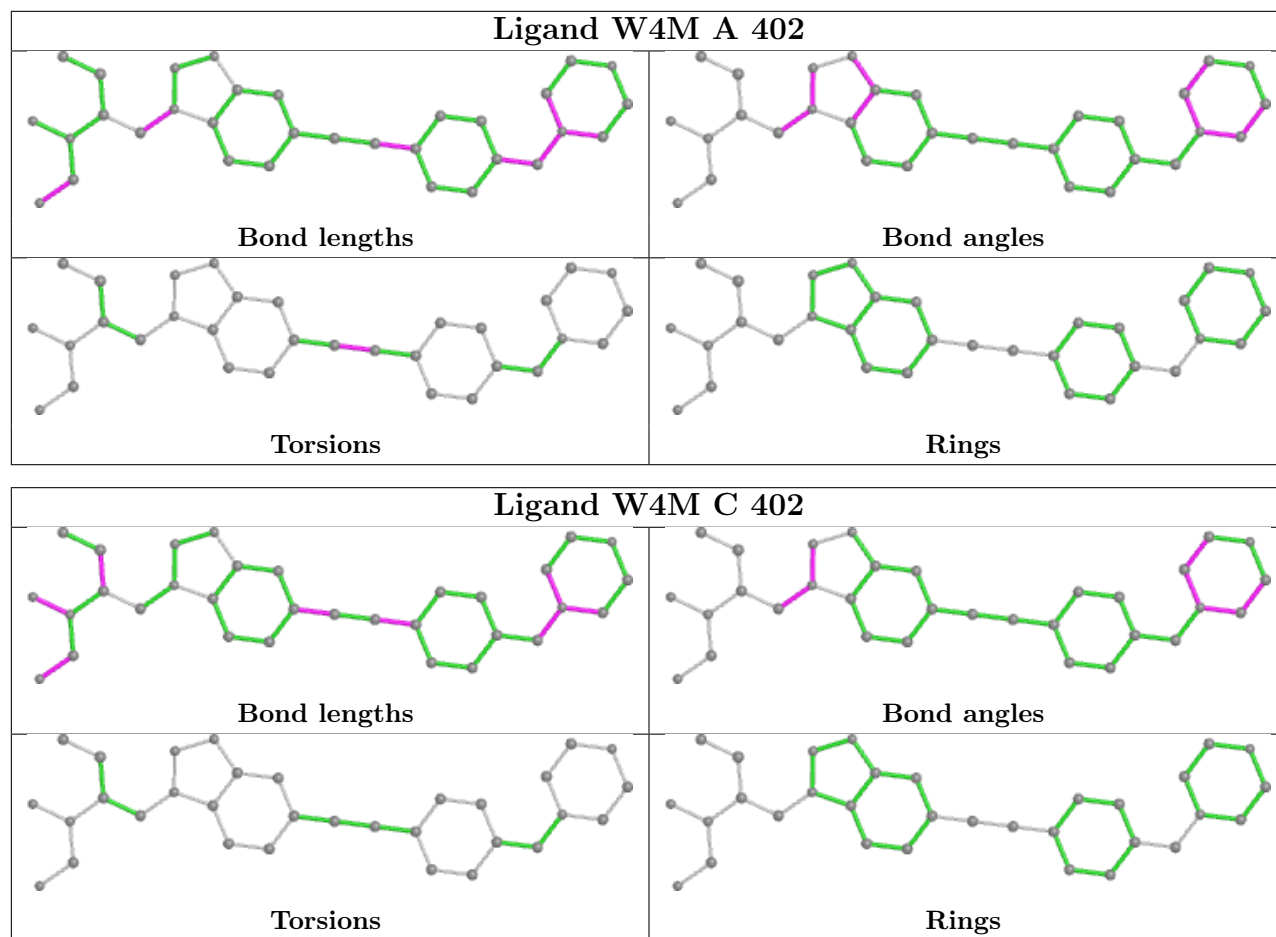 Ligand W4M A 402
Bond lengths
Bond angles
Torsions
Rings
Ligand W4M C 402
Bond lengths
Bond angles
Torsions
Rings